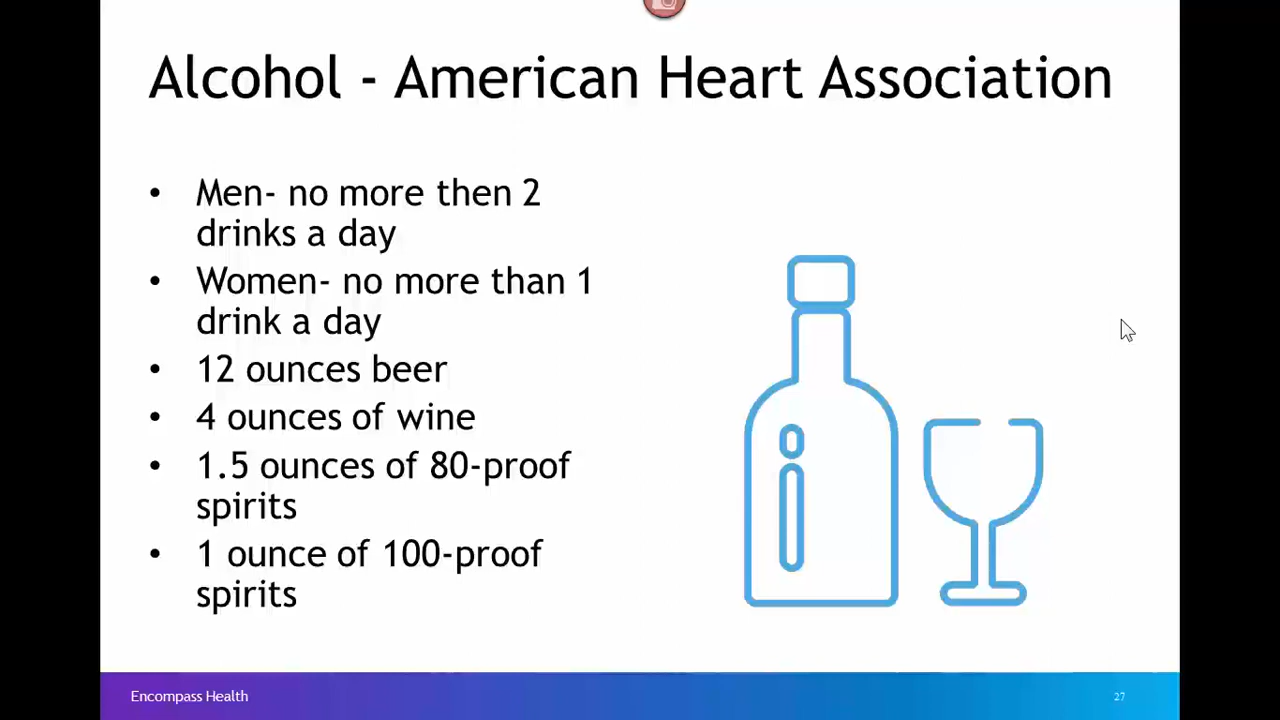 Alcohol - American Heart Association
• Men- no more then 2
drinks a day
• Women- no more than 1
drink a day
• 12 ounces beer
• 4 ounces of wine
• 1.5 ounces of 80-proof
spirits
• 1 ounce of 100-proof
spirits
Encompass Health
27